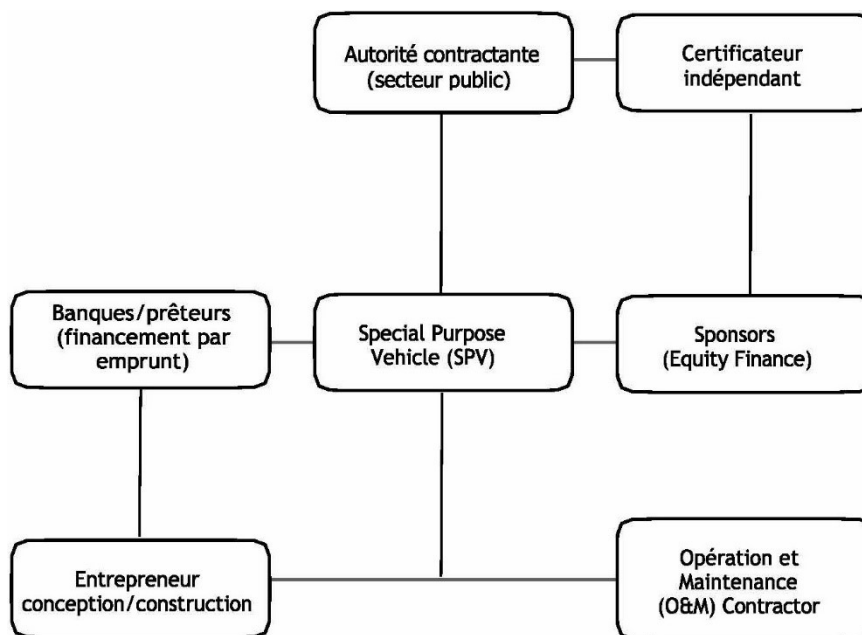 Autorité contractante
(secteur public)
Certificateur
indépendant
Banques/prêteurs
(financement par
emprunt)
Special Purpose
Vehicle (SPV)
Sponsors
(Equity Finance)
Entrepreneur
conception/construction
Opération et
Maintenance
(O&M) Contractor